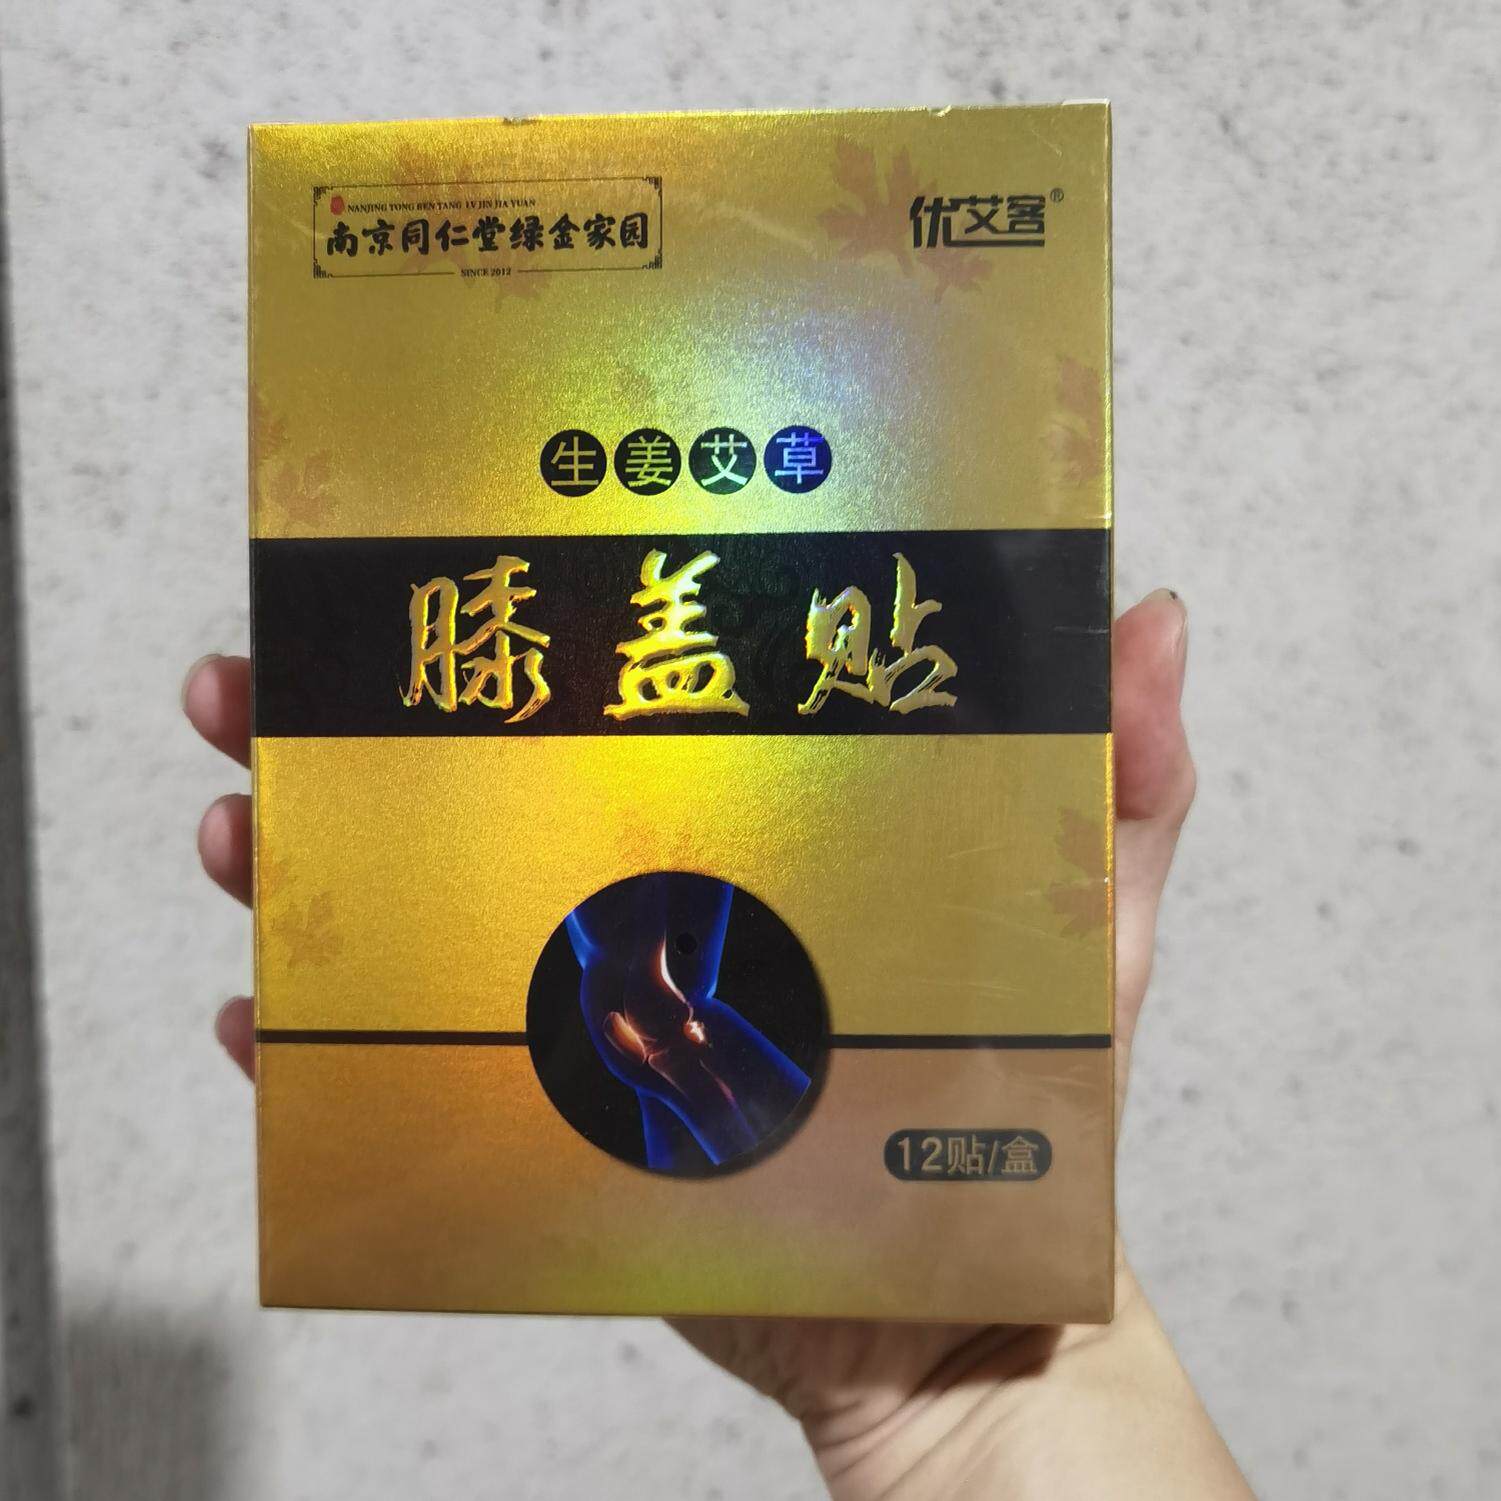 NANJING TONG REN TANG LV JIN JIA YUAN
南京同仁堂绿金家园
SINCE 2012
优艾客®
生姜艾草
膝盖贴
12贴/盒